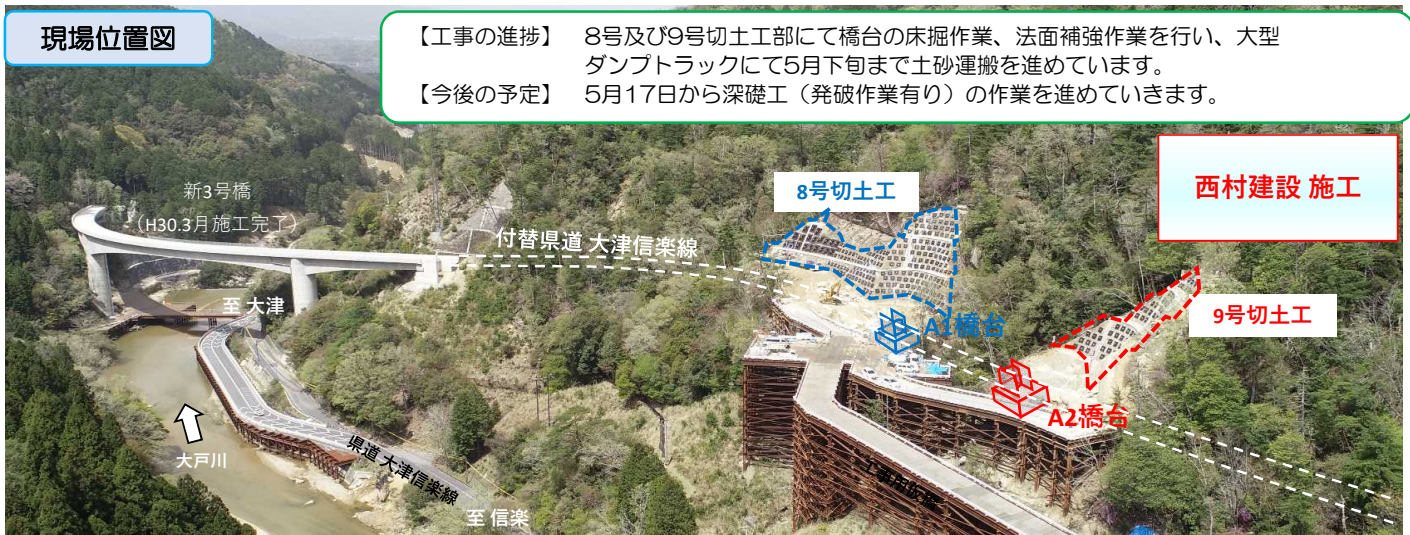 現場位置図
【工事の進捗】 8号及び9号切土工部にて橋台の床掘作業、法面補強作業を行い、大型
ダンプトラックにて5月下旬まで土砂運搬を進めています。
【今後の予定】 5月17日から深礎工（発破作業有り）の作業を進めていきます。
西村建設 施工
新3号橋
（H30.3月施工完了）
付替県道 大津信楽線
8号切土工
9号切土工
至 大津
A1橋台
A2橋台
大戸川
県道 大津信楽線
至 信楽
工事用仮橋